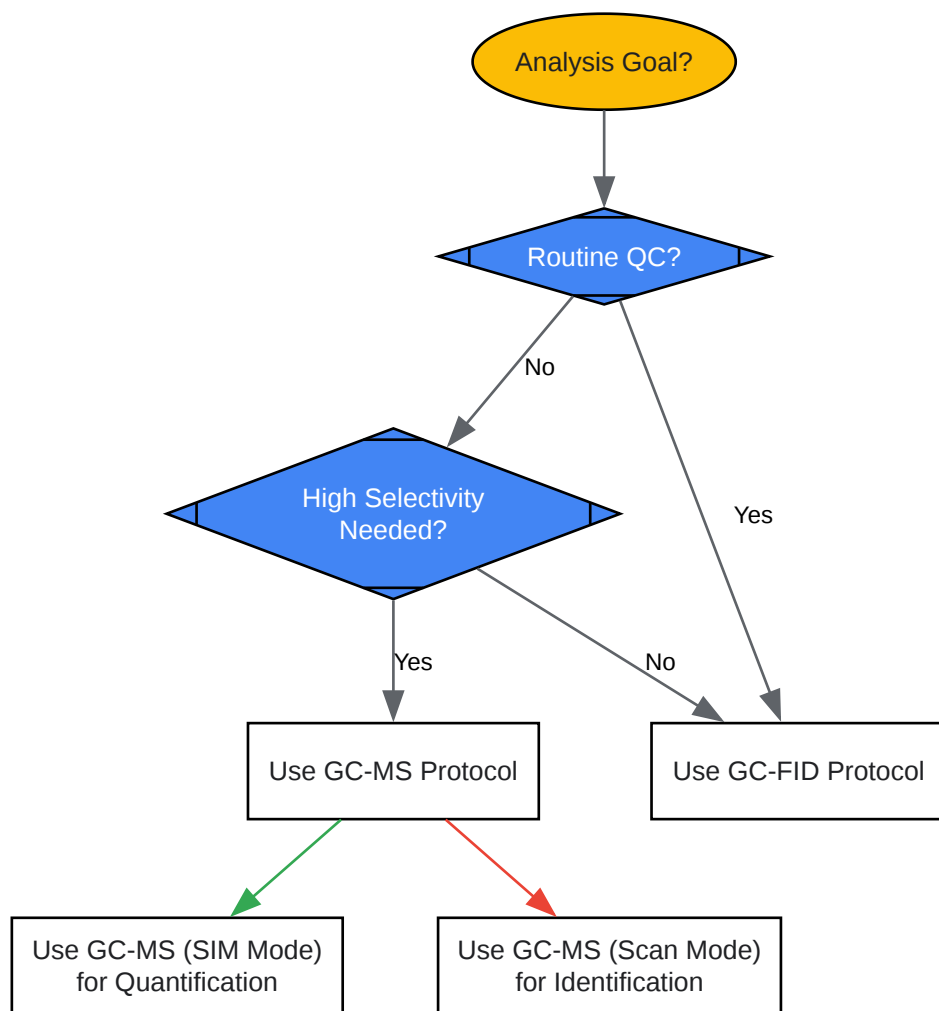 Analysis Goal?
Routine QC?
No
High Selectivity
Needed?
Yes
Yes
No
Use GC-MS Protocol
Use GC-FID Protocol
Use GC-MS (SIM Mode)
for Quantification
Use GC-MS (Scan Mode)
for Identification